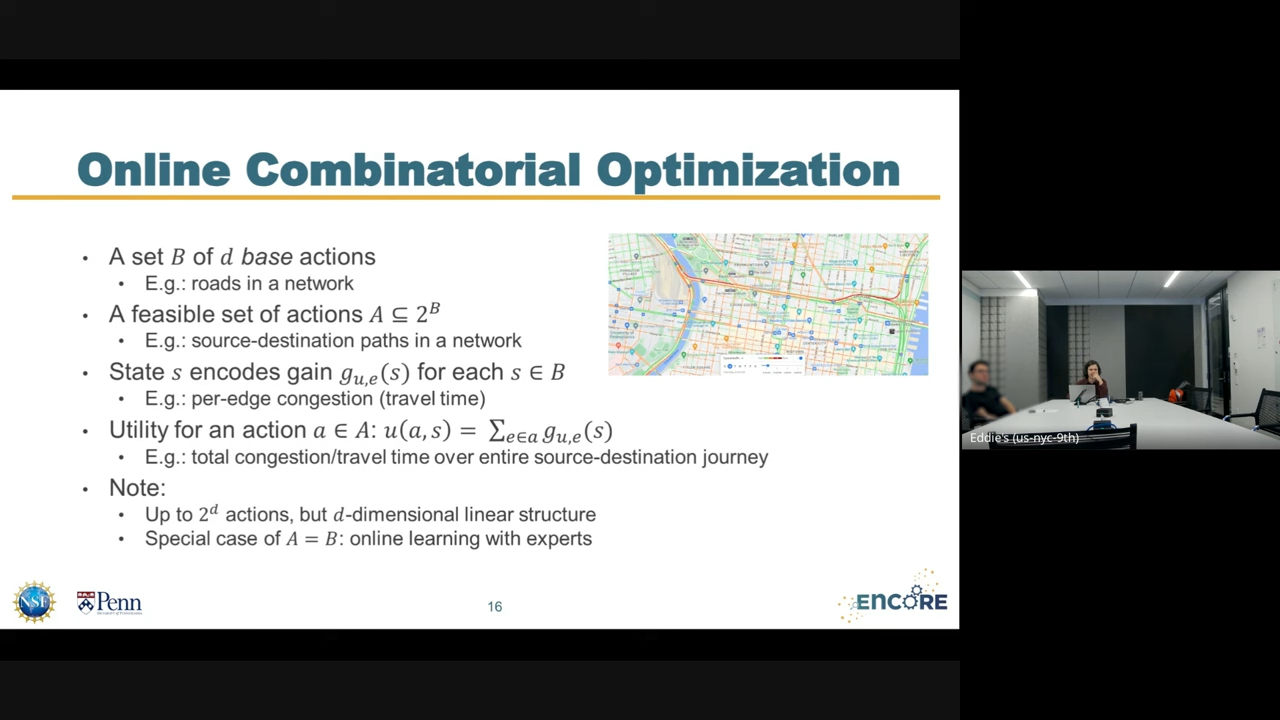 Online Combinatorial Optimization
• A set B of d base actions
• E.g.: roads in a network
• A feasible set of actions A ⊆ 2^B
• E.g.: source-destination paths in a network
• State s encodes gain g_{u,e}(s) for each s ∈ B
• E.g.: per-edge congestion (travel time)
• Utility for an action a ∈ A: u(a, s) = ∑_{e∈a} g_{u,e}(s)
• E.g.: total congestion/travel time over entire source-destination journey
• Note:
• Up to 2^d actions, but d-dimensional linear structure
• Special case of A = B: online learning with experts
NSF
Penn
16
ENCORE
Eddie's (us-nyc-9th)